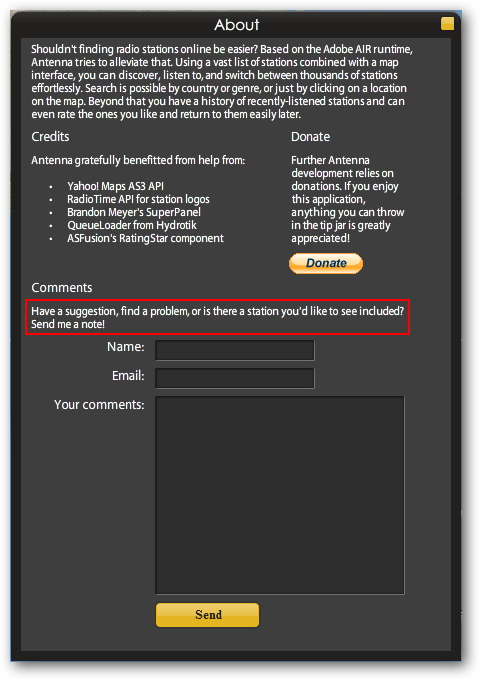 About
Shouldn't finding radio stations online be easier? Based on the Adobe AIR runtime,
Antenna tries to alleviate that. Using a vast list of stations combined with a map
interface, you can discover, listen to, and switch between thousands of stations
effortlessly. Search is possible by country or genre, or just by clicking on a location
on the map. Beyond that you have a history of recently-listened stations and can
even rate the ones you like and return to them easily later.
Credits
Antenna gratefully benefitted from help from:
• Yahoo! Maps AS3 API
• RadioTime API for station logos
• Brandon Meyer's SuperPanel
• QueueLoader from Hydrotik
• ASFusion's RatingStar component
Donate
Further Antenna
development relies on
donations. If you enjoy
this application,
anything you can throw
in the tip jar is greatly
appreciated!
Donate
Comments
Have a suggestion, find a problem, or is there a station you'd like to see included?
Send me a note!
Name:
Email:
Your comments:
Send